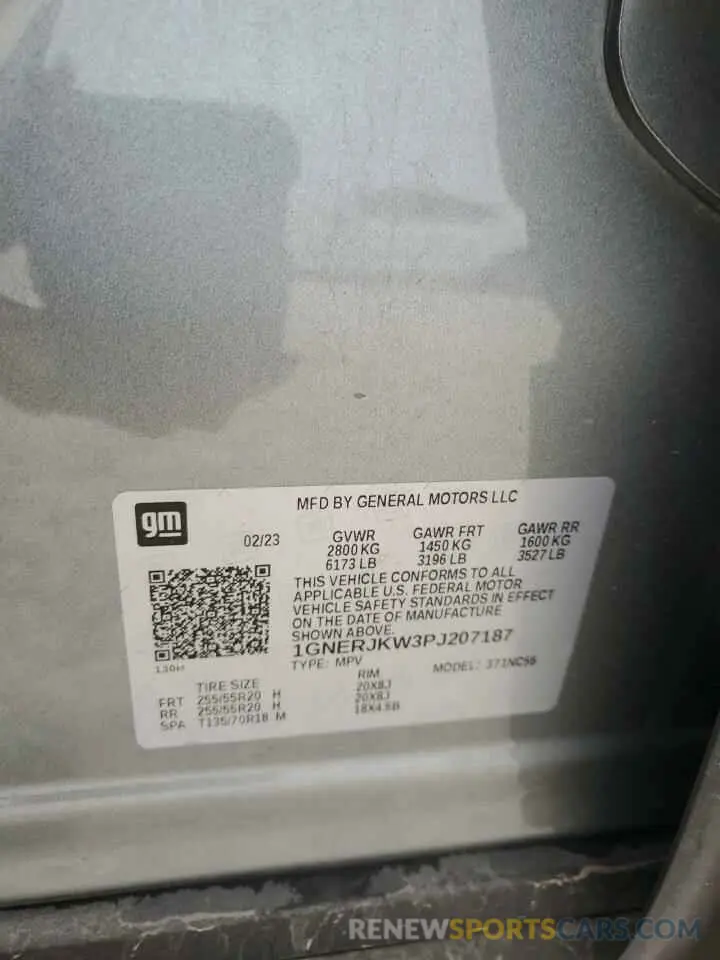 MFD BY GENERAL MOTORS LLC
gm
02/23
GVWR GAWR FRT GAWR RR
2800 KG 1450 KG 1600 KG
6173 LB 3196 LB 3527 LB
THIS VEHICLE CONFORMS TO ALL
APPLICABLE U.S. FEDERAL MOTOR
VEHICLE SAFETY STANDARDS IN EFFECT
ON THE DATE OF MANUFACTURE
SHOWN ABOVE.
1GNERJKW3PJ207187
TYPE: MPV MODEL:
TIRE SIZE RIM
FRT 255/55R20 H 20X8J
RR 255/55R20 H 20X8J
SPA T135/70R18 M 18X4.5B
RENEWSPORTSCARS.COM